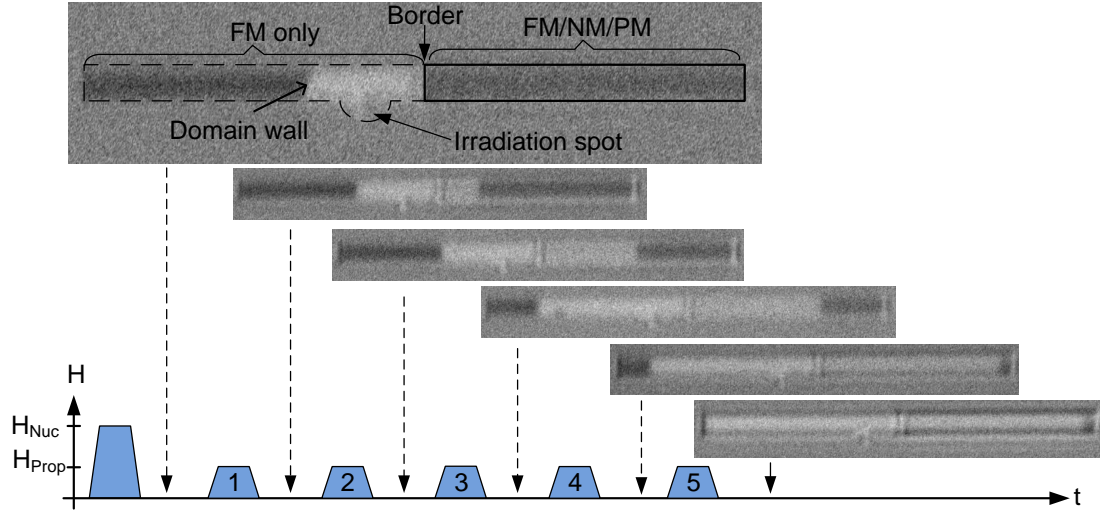 Border
FM only
FM/NM/PM
Domain wall
Irradiation spot
H
H_Nuc
H_Prop
1 2 3 4 5
t